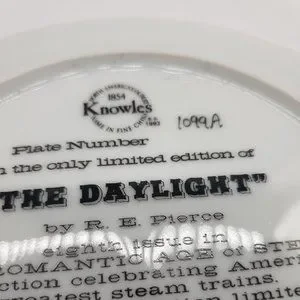 1854
Knowles
MADE IN FINE CHINA
1099A
Plate Number
the only limited edition of
THE DAYLIGHT"
by R. E. Pierce
eighth issue in
ROMANTIC AGE OF STE
ction celebrating Ameri
reatest steam trains.
limite